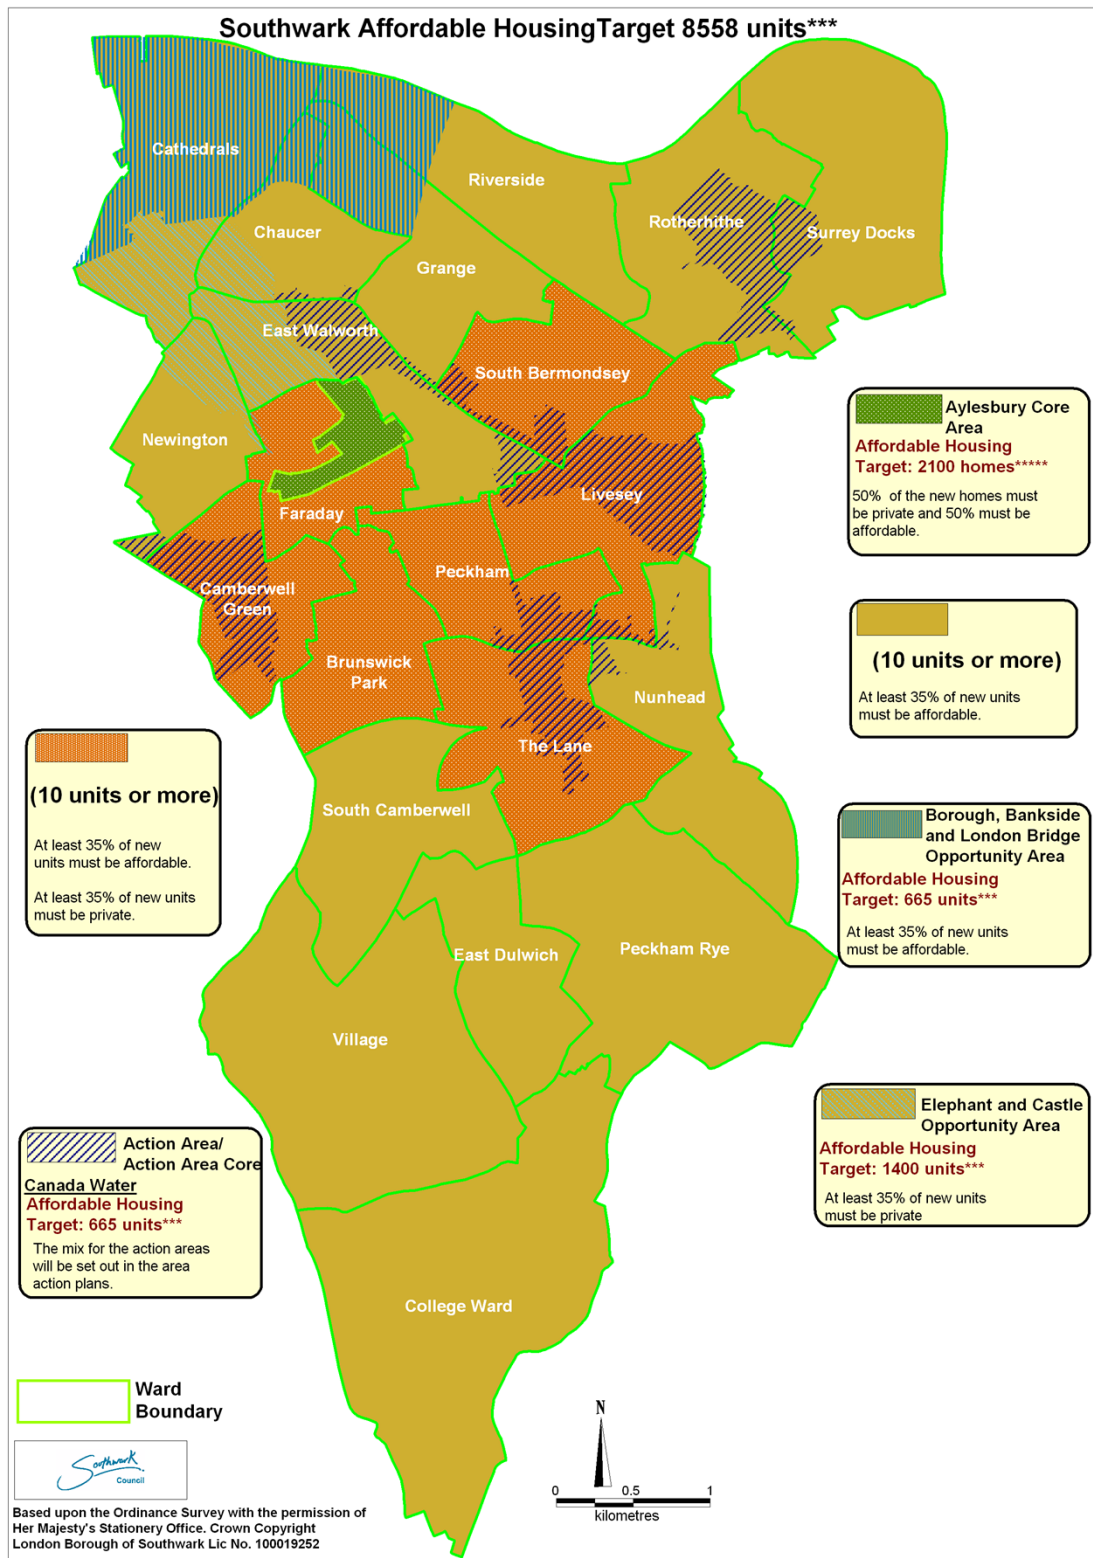 Southwark Affordable HousingTarget 8558 units***
Cathedrals
Riverside
Chaucer
Rotherhithe
Surrey Docks
Grange
East Walworth
South Bermondsey
Newington
Livesey
Faraday
Peckham
Camberwell
Green
Brunswick
Park
Nunhead
The Lane
South Camberwell
East Dulwich
Peckham Rye
Village
College Ward
Aylesbury Core
Area
Affordable Housing
Target: 2100 homes*****
50% of the new homes must
be private and 50% must be
affordable.
(10 units or more)
At least 35% of new units
must be affordable.
(10 units or more)
At least 35% of new
units must be affordable.
At least 35% of new units
must be private.
Borough, Bankside
and London Bridge
Opportunity Area
Affordable Housing
Target: 665 units***
At least 35% of new units
must be affordable.
Elephant and Castle
Opportunity Area
Affordable Housing
Target: 1400 units***
At least 35% of new units
must be private
Action Area/
Action Area Core
Canada Water
Affordable Housing
Target: 665 units***
The mix for the action areas
will be set out in the area
action plans.
Ward
Boundary
Southwark
Council
Based upon the Ordinance Survey with the permission of
Her Majesty's Stationery Office. Crown Copyright
London Borough of Southwark Lic No. 100019252
N
0 0.5 1
kilometres